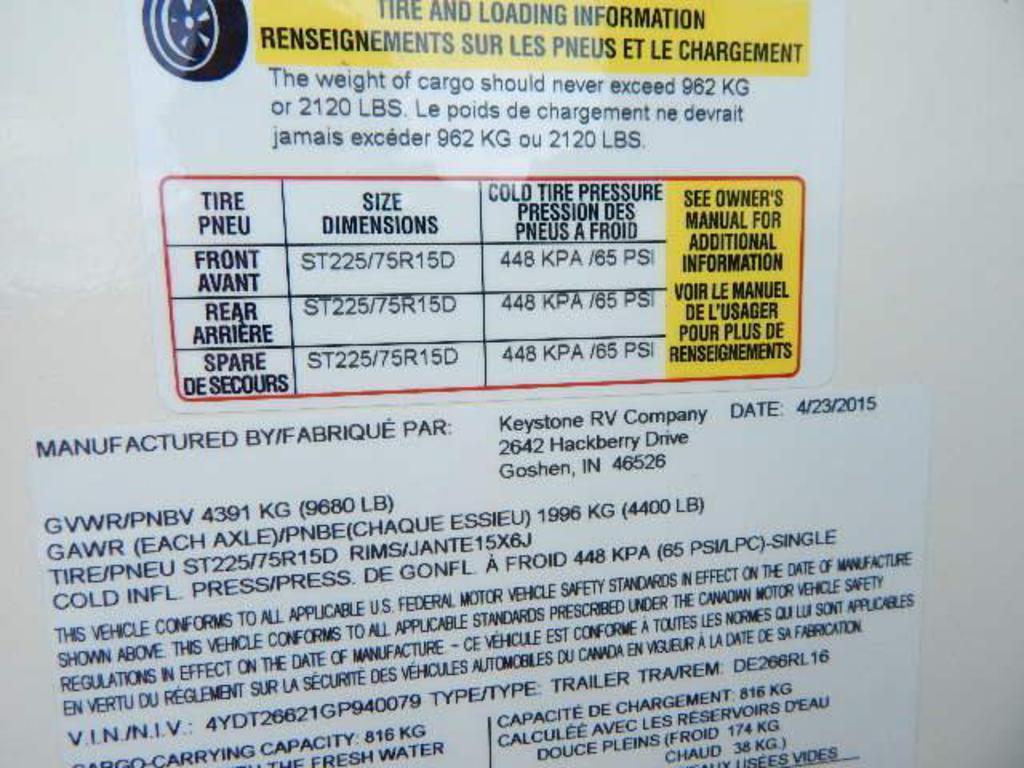 TIRE AND LOADING INFORMATION
RENSEIGNEMENTS SUR LES PNEUS ET LE CHARGEMENT
The weight of cargo should never exceed 962 KG
or 2120 LBS. Le poids de chargement ne devrait
jamais excéder 962 KG ou 2120 LBS.
TIRE
PNEU
SIZE
DIMENSIONS
COLD TIRE PRESSURE
PRESSION DES
PNEUS A FROID
SEE OWNER'S
MANUAL FOR
ADDITIONAL
INFORMATION
VOIR LE MANUEL
DE L'USAGER
POUR PLUS DE
RENSEIGNEMENTS
FRONT
AVANT
ST225/75R15D
448 KPA /65 PSI
REAR
ARRIÈRE
ST225/75R15D
448 KPA /65 PSI
SPARE
DE SECOURS
ST225/75R15D
448 KPA /65 PSI
MANUFACTURED BY/FABRIQUÉ PAR:
Keystone RV Company
2642 Hackberry Drive
Goshen, IN 46526
DATE: 4/23/2015
GVWR/PNBV 4391 KG (9680 LB)
GAWR (EACH AXLE)/PNBE(CHAQUE ESSIEU) 1996 KG (4400 LB)
TIRE/PNEU ST225/75R15D RIMS/JANTE15X6J
COLD INFL. PRESS/PRESS. DE GONFL. À FROID 448 KPA (65 PSI/LPC)-SINGLE
THIS VEHICLE CONFORMS TO ALL APPLICABLE U.S. FEDERAL MOTOR VEHICLE SAFETY STANDARDS IN EFFECT ON THE DATE OF MANUFACTURE
SHOWN ABOVE. THIS VEHICLE CONFORMS TO ALL APPLICABLE STANDARDS PRESCRIBED UNDER THE CANADIAN MOTOR VEHICLE SAFETY
REGULATIONS IN EFFECT ON THE DATE OF MANUFACTURE - CE VÉHICULE EST CONFORME À TOUTES LES NORMES QUI LUI SONT APPLICABLES
EN VERTU DU RÉGLEMENT SUR LA SÉCURITÉ DES VÉHICULES AUTOMOBILES DU CANADA EN VIGUEUR À LA DATE DE SA FABRICATION.
V.I.N./N.I.V.: 4YDT26621GP940079 TYPE/TYPE: TRAILER TRA/REM: DE266RL16
CARGO-CARRYING CAPACITY: 816 KG
THE FRESH WATER
CAPACITÉ DE CHARGEMENT: 816 KG
CALCULÉE AVEC LES RÉSERVOIRS D'EAU
DOUCE PLEINS (FROID 174 KG
CHAUD 38 KG.)
USÉES VIDES